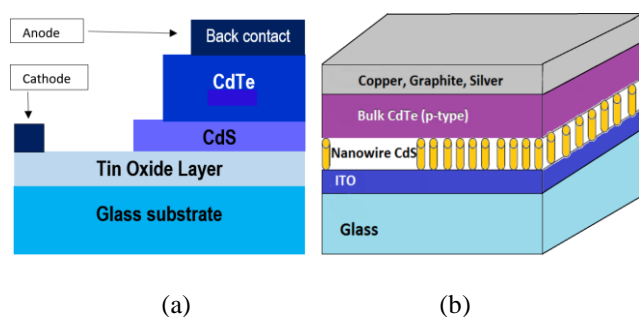 Anode
Back contact
Cathode
CdTe
CdS
Tin Oxide Layer
Glass substrate
(a)
Copper, Graphite, Silver
Bulk CdTe (p-type)
Nanowire CdS
ITO
Glass
(b)